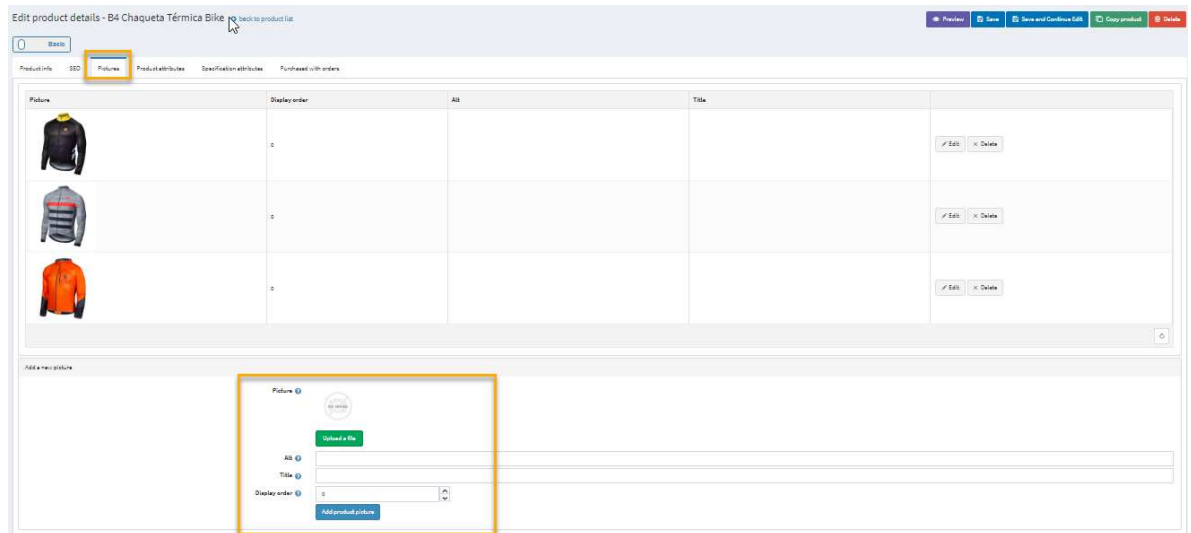 Edit product details - B4 Chaqueta Térmica Bike back to product list
Preview Save Save and Continue Edit Copy product Delete
Basic
Product info SEO Pictures Product attributes Specification attributes Purchased with orders
Picture Display order Alt Title
0 Edit Delete
0 Edit Delete
0 Edit Delete
Add a new picture
Picture
Upload a file
Alt
Title
Display order 0
Add product picture